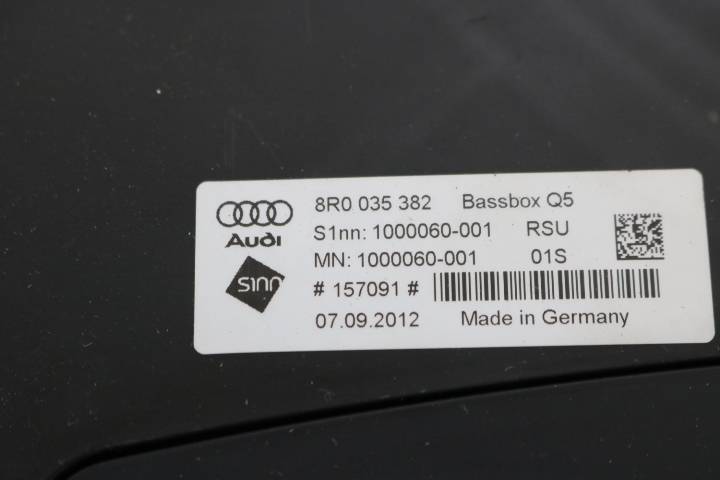 Audi
8R0 035 382 Bassbox Q5
S1nn: 1000060-001 RSU
MN: 1000060-001 01S
S1nn
# 157091 #
07.09.2012 Made in Germany